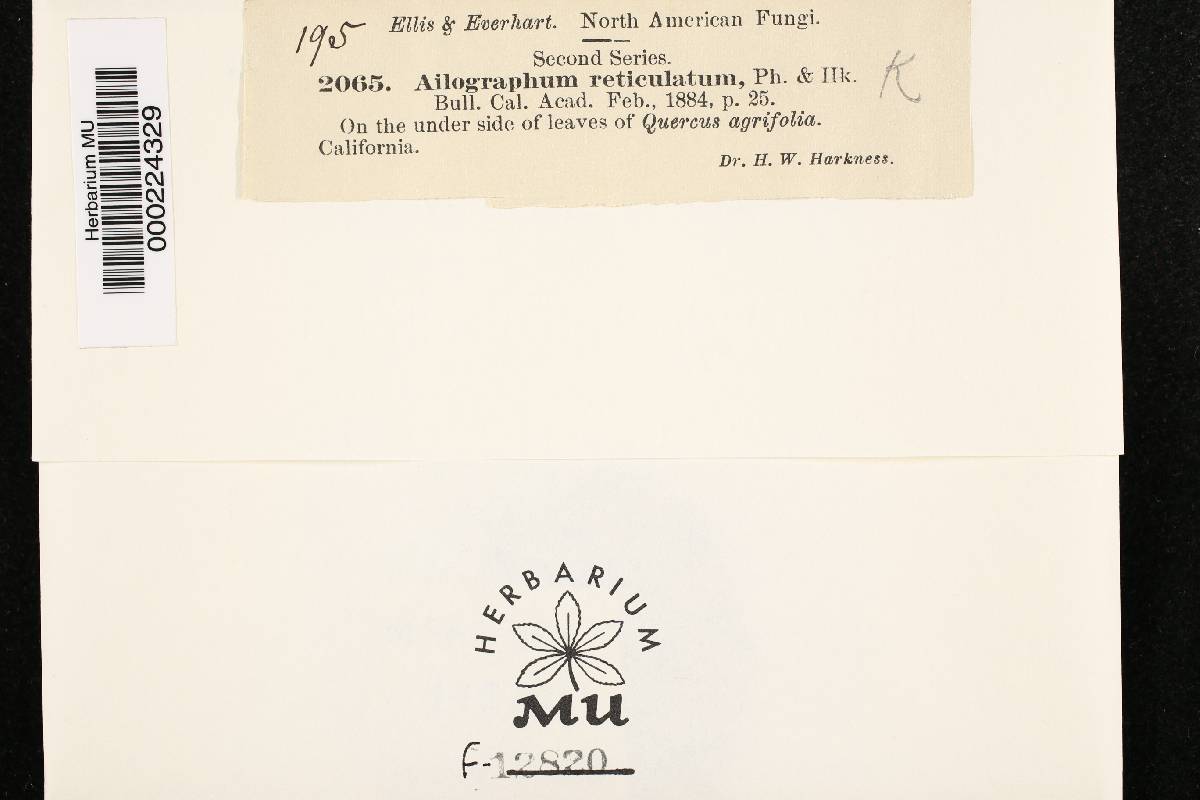 195
Ellis & Everhart. North American Fungi.
Second Series.
2065. Ailographum reticulatum, Ph. & Hk.
Bull. Cal. Acad. Feb., 1884, p. 25.
On the under side of leaves of Quercus agrifolia.
California.
Dr. H. W. Harkness.
K
Herbarium MU
000224329
HERBARIUM
MU
F-12820